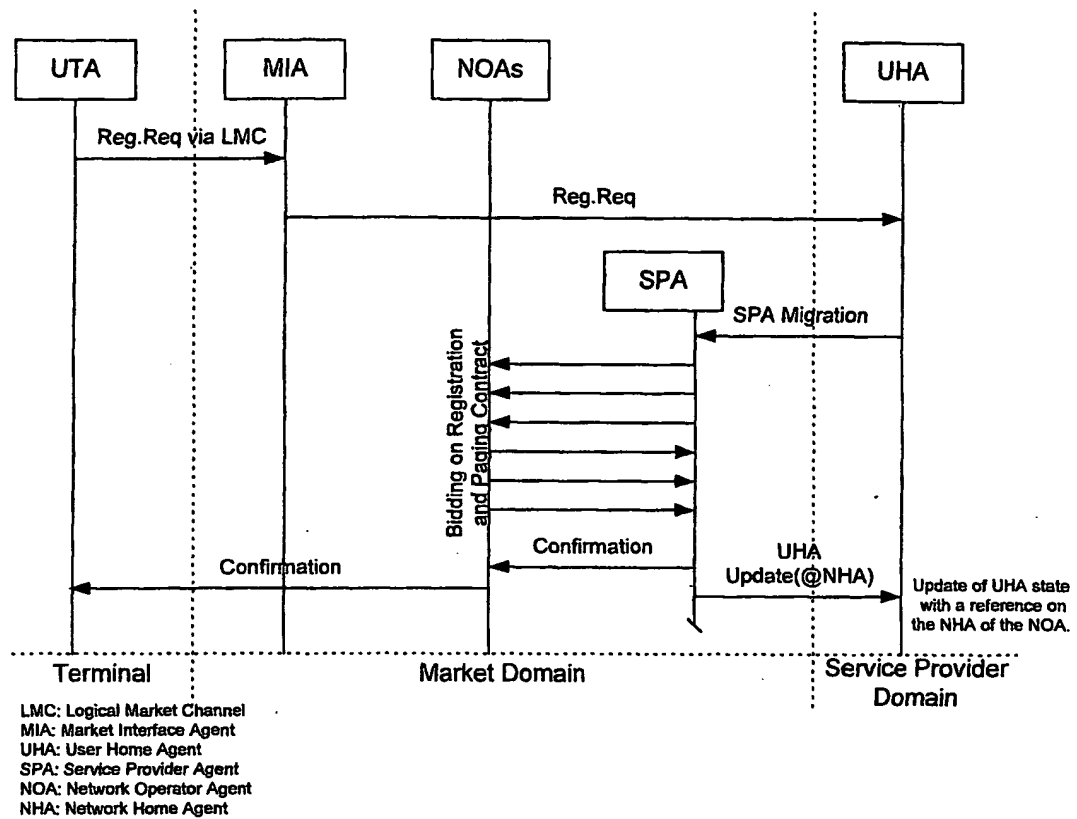 UTA
MIA
NOAs
UHA
Reg.Req via LMC
Reg.Req
SPA
SPA Migration
Bidding on Registration
and Paging Contract
Confirmation
Confirmation
UHA
Update(@NHA)
Update of UHA state
with a reference on
the NHA of the NOA.
Terminal
Market Domain
Service Provider
Domain
LMC: Logical Market Channel
MIA: Market Interface Agent
UHA: User Home Agent
SPA: Service Provider Agent
NOA: Network Operator Agent
NHA: Network Home Agent